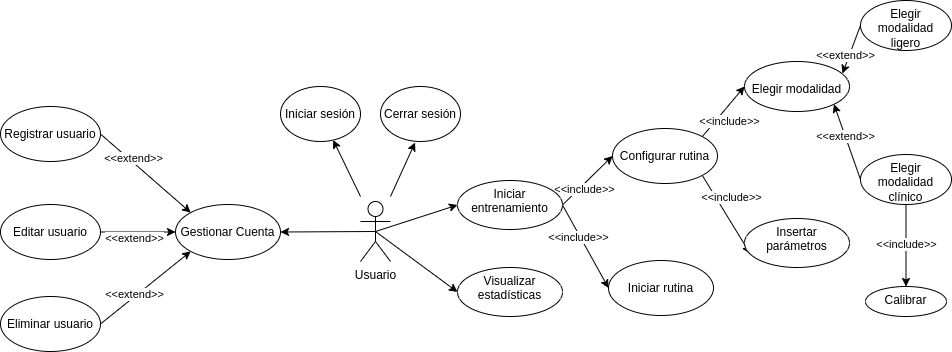 Elegir
modalidad
ligero
<<extend>>
Elegir modalidad
Iniciar sesión
Cerrar sesión
<<include>>
Registrar usuario
<<extend>>
<<extend>>
Configurar rutina
Elegir
modalidad
clínico
Iniciar
entrenamiento
<<include>>
<<include>>
Editar usuario
<<extend>>
Gestionar Cuenta
<<include>>
Insertar
parámetros
<<include>>
Usuario
Visualizar
estadísticas
Iniciar rutina
<<extend>>
Calibrar
Eliminar usuario